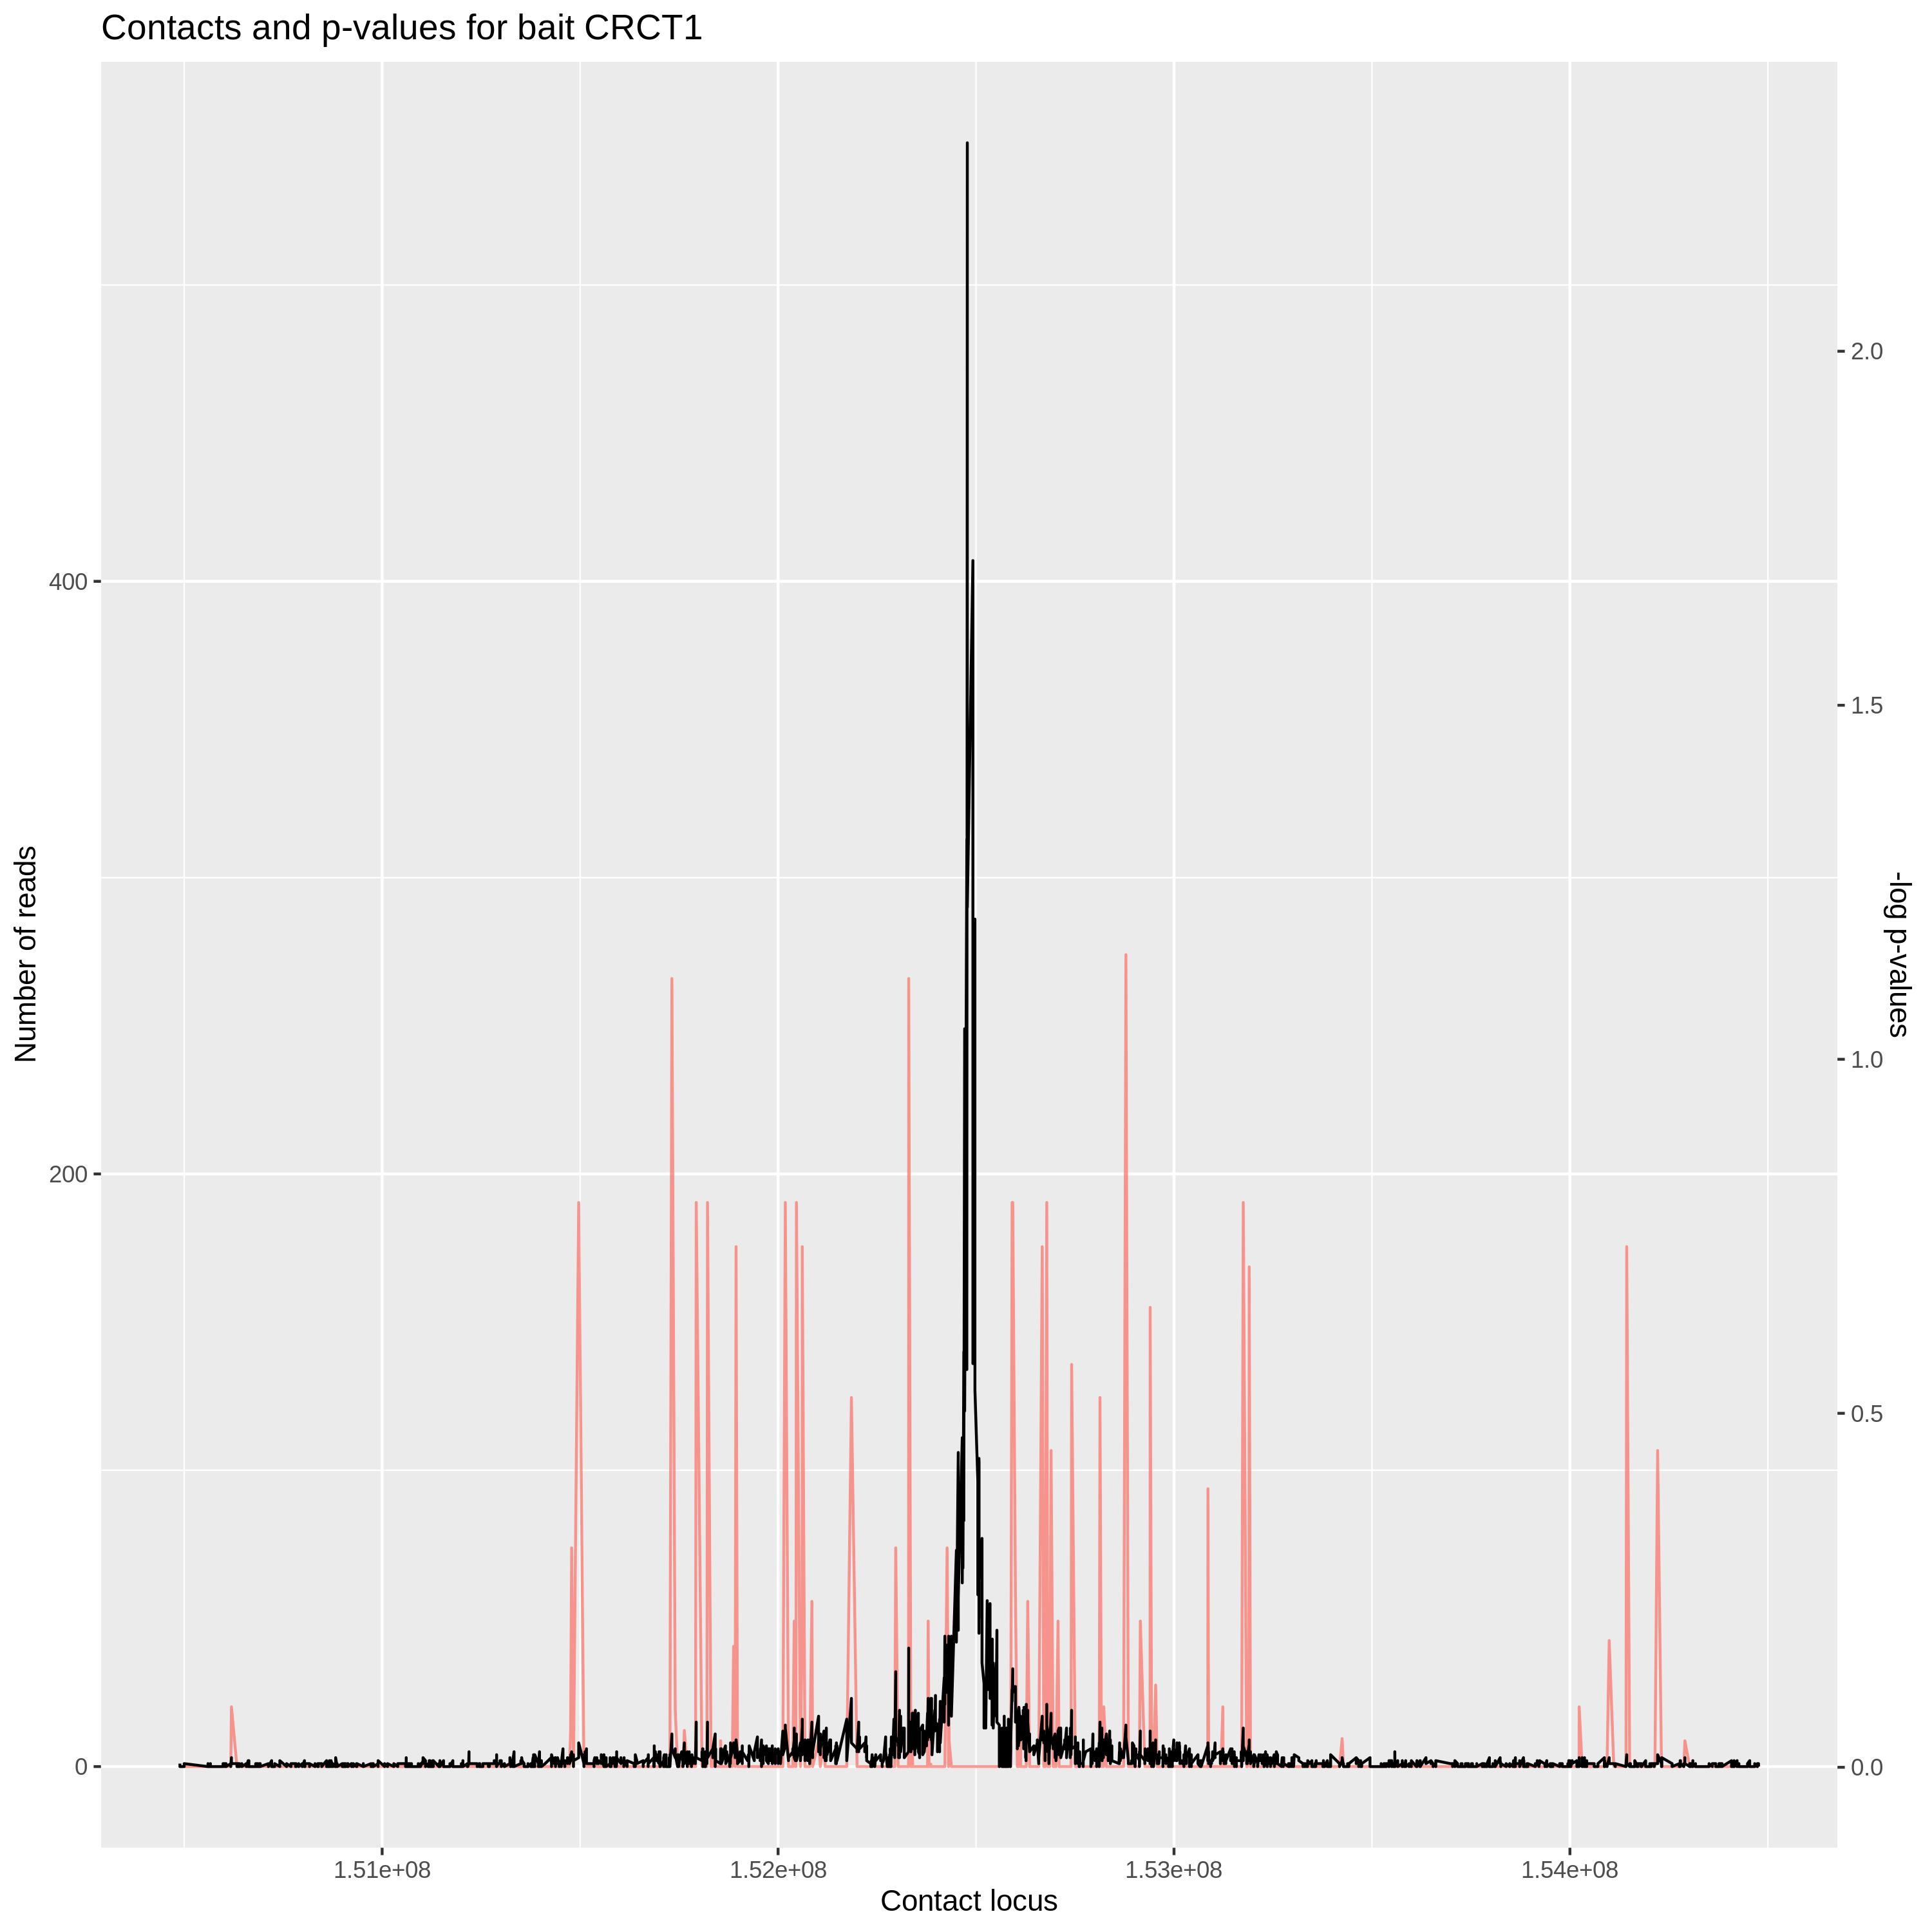 Contacts and p-values for bait CRCT1
Number of reads
400
200
0
2.0
1.5
1.0
0.5
0.0
-log p-values
1.51e+08
1.52e+08
1.53e+08
1.54e+08
Contact locus